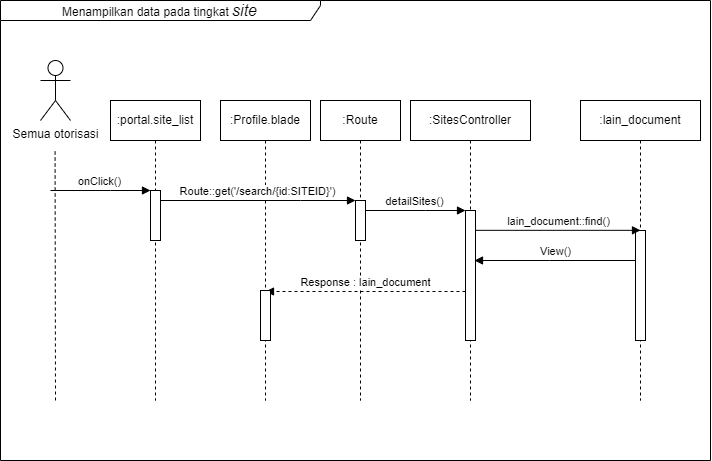 Menampilkan data pada tingkat site
Semua otorisasi
:portal.site_list
:Profile.blade
:Route
:SitesController
:lain_document
onClick()
Route::get('/search/{id:SITEID}')
detailSites()
lain_document::find()
View()
Response : lain_document